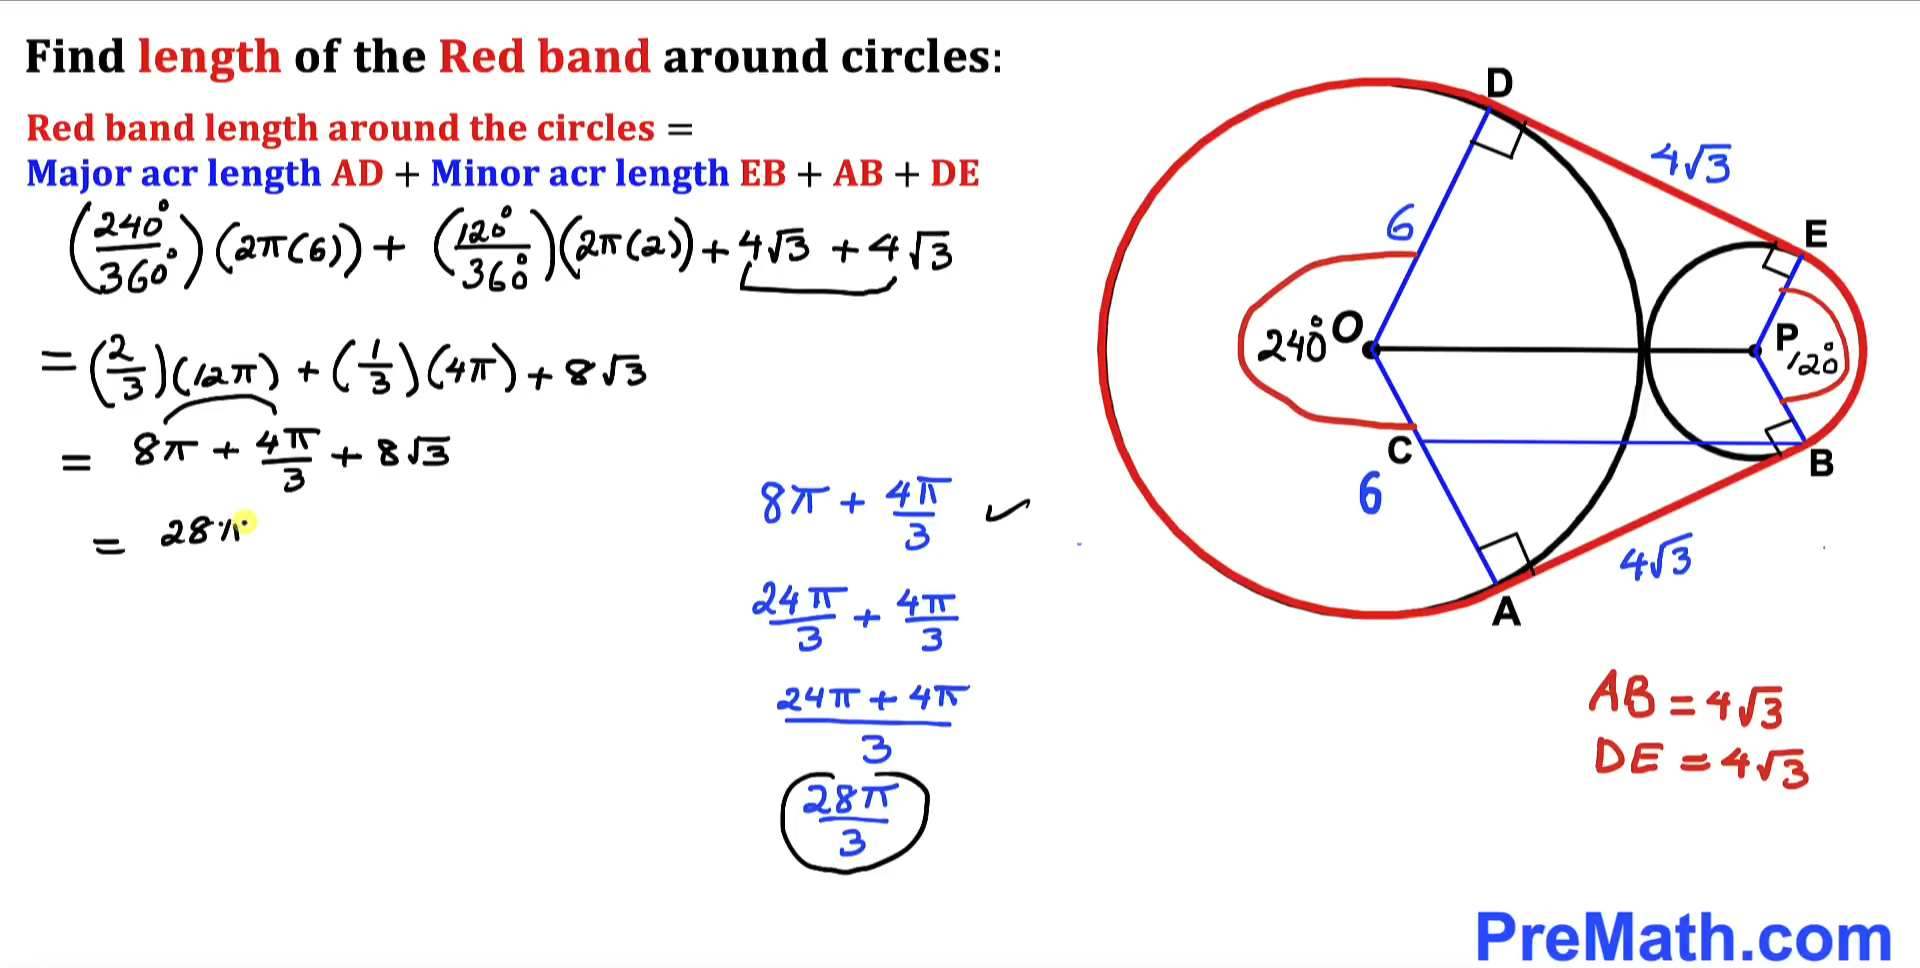 Find length of the Red band around circles:
Red band length around the circles =
Major acr length AD + Minor acr length EB + AB + DE
(240°/360°)(2π(6)) + (120°/360°)(2π(2)) + 4√3 + 4√3
= (2/3)(12π) + (1/3)(4π) + 8√3
= 8π + 4π/3 + 8√3
= 28π
8π + 4π/3 ✓
24π/3 + 4π/3
24π + 4π/3
28π/3
D
4√3
E
6
240° O
P
120°
C
B
6
4√3
A
AB = 4√3
DE = 4√3
PreMath.com